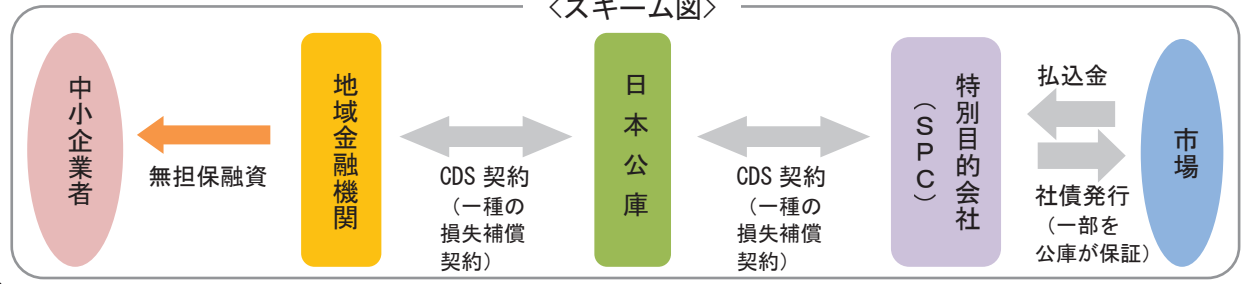 〈スキーム図〉
中小企業者
無担保融資
地域金融機関
CDS 契約
（一種の
損失補償
契約）
日本公庫
CDS 契約
（一種の
損失補償
契約）
特別目的会社
（SPC）
払込金
社債発行
（一部を
公庫が保証）
市場